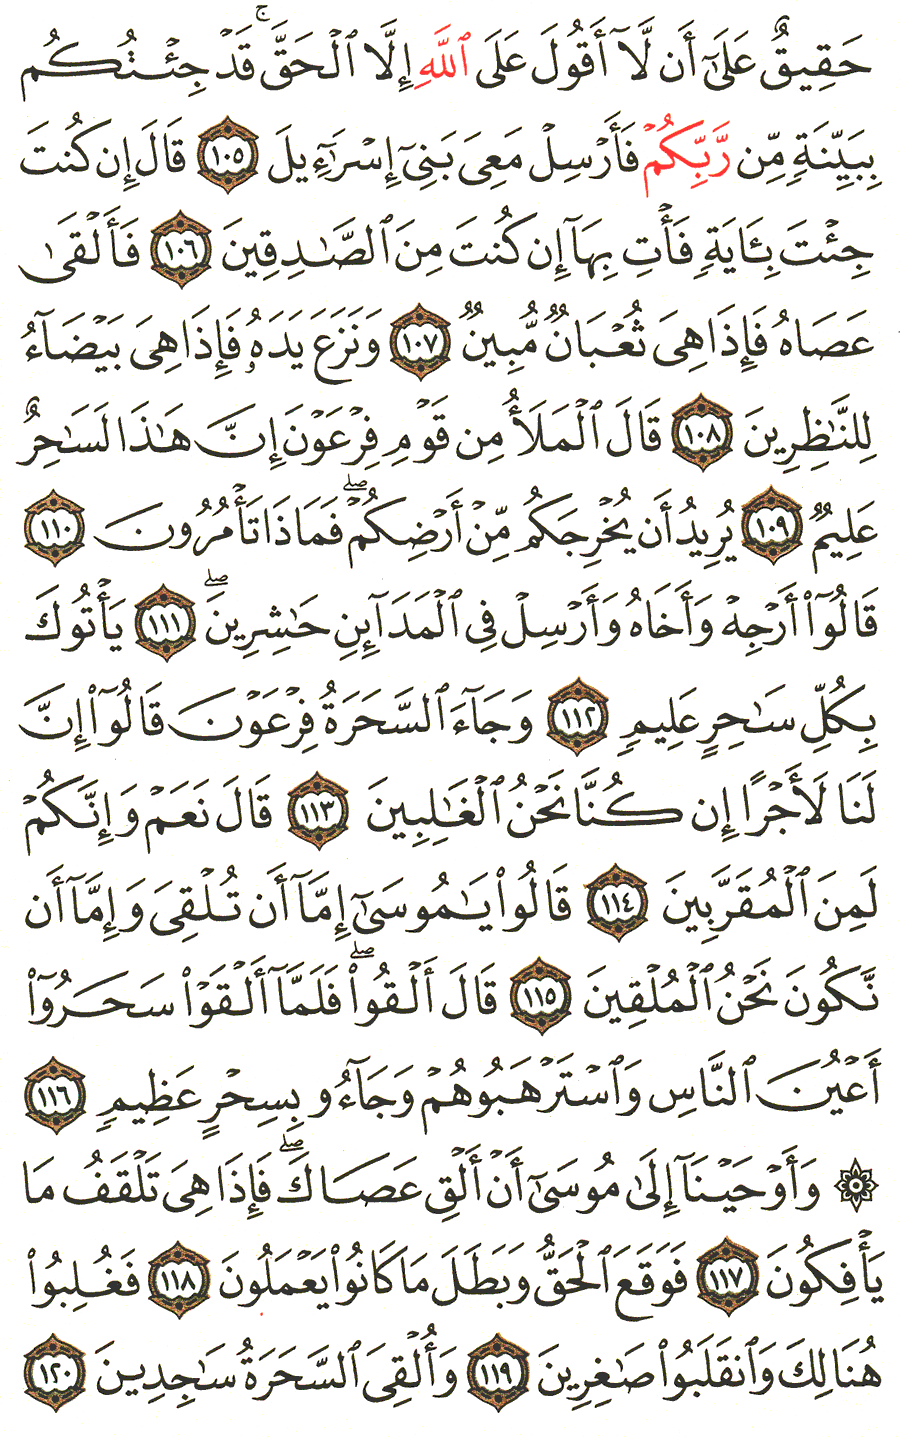 حَقِيقٌ عَلَىٰٓ أَن لَّآ أَقُولَ عَلَى ٱللَّهِ إِلَّا ٱلْحَقَّ ۚ قَدْ جِئْتُكُم
بِبَيِّنَةٍ مِّن رَّبِّكُمْ فَأَرْسِلْ مَعِىَ بَنِىٓ إِسْرَٰٓءِيلَ ١٠٥ قَالَ إِن كُنتَ
جِئْتَ بِـَٔايَةٍ فَأْتِ بِهَآ إِن كُنتَ مِنَ ٱلصَّـٰدِقِينَ ١٠٦ فَأَلْقَىٰ
عَصَاهُ فَإِذَا هِىَ ثُعْبَانٌ مُّبِينٌ ١٠٧ وَنَزَعَ يَدَهُۥ فَإِذَا هِىَ بَيْضَآءُ
لِلنَّـٰظِرِينَ ١٠٨ قَالَ ٱلْمَلَأُ مِن قَوْمِ فِرْعَوْنَ إِنَّ هَـٰذَا لَسَـٰحِرٌ
عَلِيمٌ ١٠٩ يُرِيدُ أَن يُخْرِجَكُم مِّنْ أَرْضِكُمْ ۖ فَمَاذَا تَأْمُرُونَ ١١٠
قَالُوٓا۟ أَرْجِهْ وَأَخَاهُ وَأَرْسِلْ فِى ٱلْمَدَآئِنِ حَـٰشِرِينَ ۖ ١١١ يَأْتُوكَ
بِكُلِّ سَـٰحِرٍ عَلِيمٍ ١١٢ وَجَآءَ ٱلسَّحَرَةُ فِرْعَوْنَ قَالُوٓا۟ إِنَّ
لَنَا لَأَجْرًا إِن كُنَّا نَحْنُ ٱلْغَـٰلِبِينَ ١١٣ قَالَ نَعَمْ وَإِنَّكُمْ
لَمِنَ ٱلْمُقَرَّبِينَ ١١٤ قَالُوا۟ يَـٰمُوسَىٰٓ إِمَّآ أَن تُلْقِىَ وَإِمَّآ أَن
نَّكُونَ نَحْنُ ٱلْمُلْقِينَ ١١٥ قَالَ أَلْقُوا۟ ۖ فَلَمَّآ أَلْقَوْا۟ سَحَرُوٓا۟
أَعْيُنَ ٱلنَّاسِ وَٱسْتَرْهَبُوهُمْ وَجَآءُو بِسِحْرٍ عَظِيمٍ ١١٦
۞ وَأَوْحَيْنَآ إِلَىٰ مُوسَىٰٓ أَنْ أَلْقِ عَصَاكَ ۖ فَإِذَا هِىَ تَلْقَفُ مَا
يَأْفِكُونَ ١١٧ فَوَقَعَ ٱلْحَقُّ وَبَطَلَ مَا كَانُوا۟ يَعْمَلُونَ ١١٨ فَغُلِبُوا۟
هُنَالِكَ وَٱنقَلَبُوا۟ صَـٰغِرِينَ ١١٩ وَأُلْقِىَ ٱلسَّحَرَةُ سَـٰجِدِينَ ١٢٠